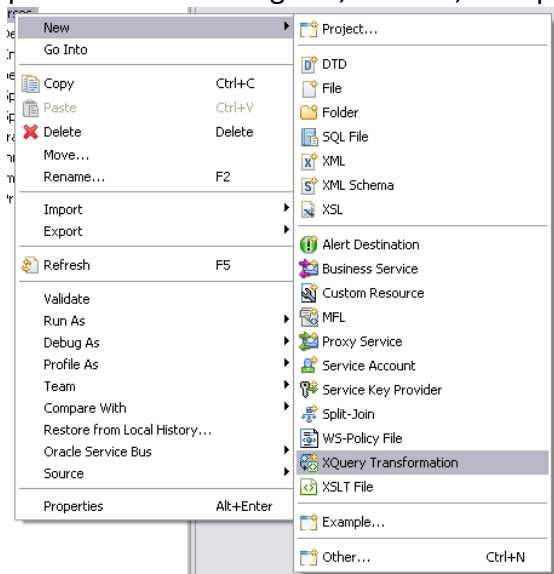 New
Go Into
Copy Ctrl+C
Paste Ctrl+V
Delete Delete
Move...
Rename... F2
Import
Export
Refresh F5
Validate
Run As
Debug As
Profile As
Team
Compare With
Restore from Local History...
Oracle Service Bus
Source
Properties Alt+Enter
Project...
DTD
File
Folder
SQL File
XML
XML Schema
XSL
Alert Destination
Business Service
Custom Resource
MFL
Proxy Service
Service Account
Service Key Provider
Split-Join
WS-Policy File
XQuery Transformation
XSLT File
Example...
Other... Ctrl+N